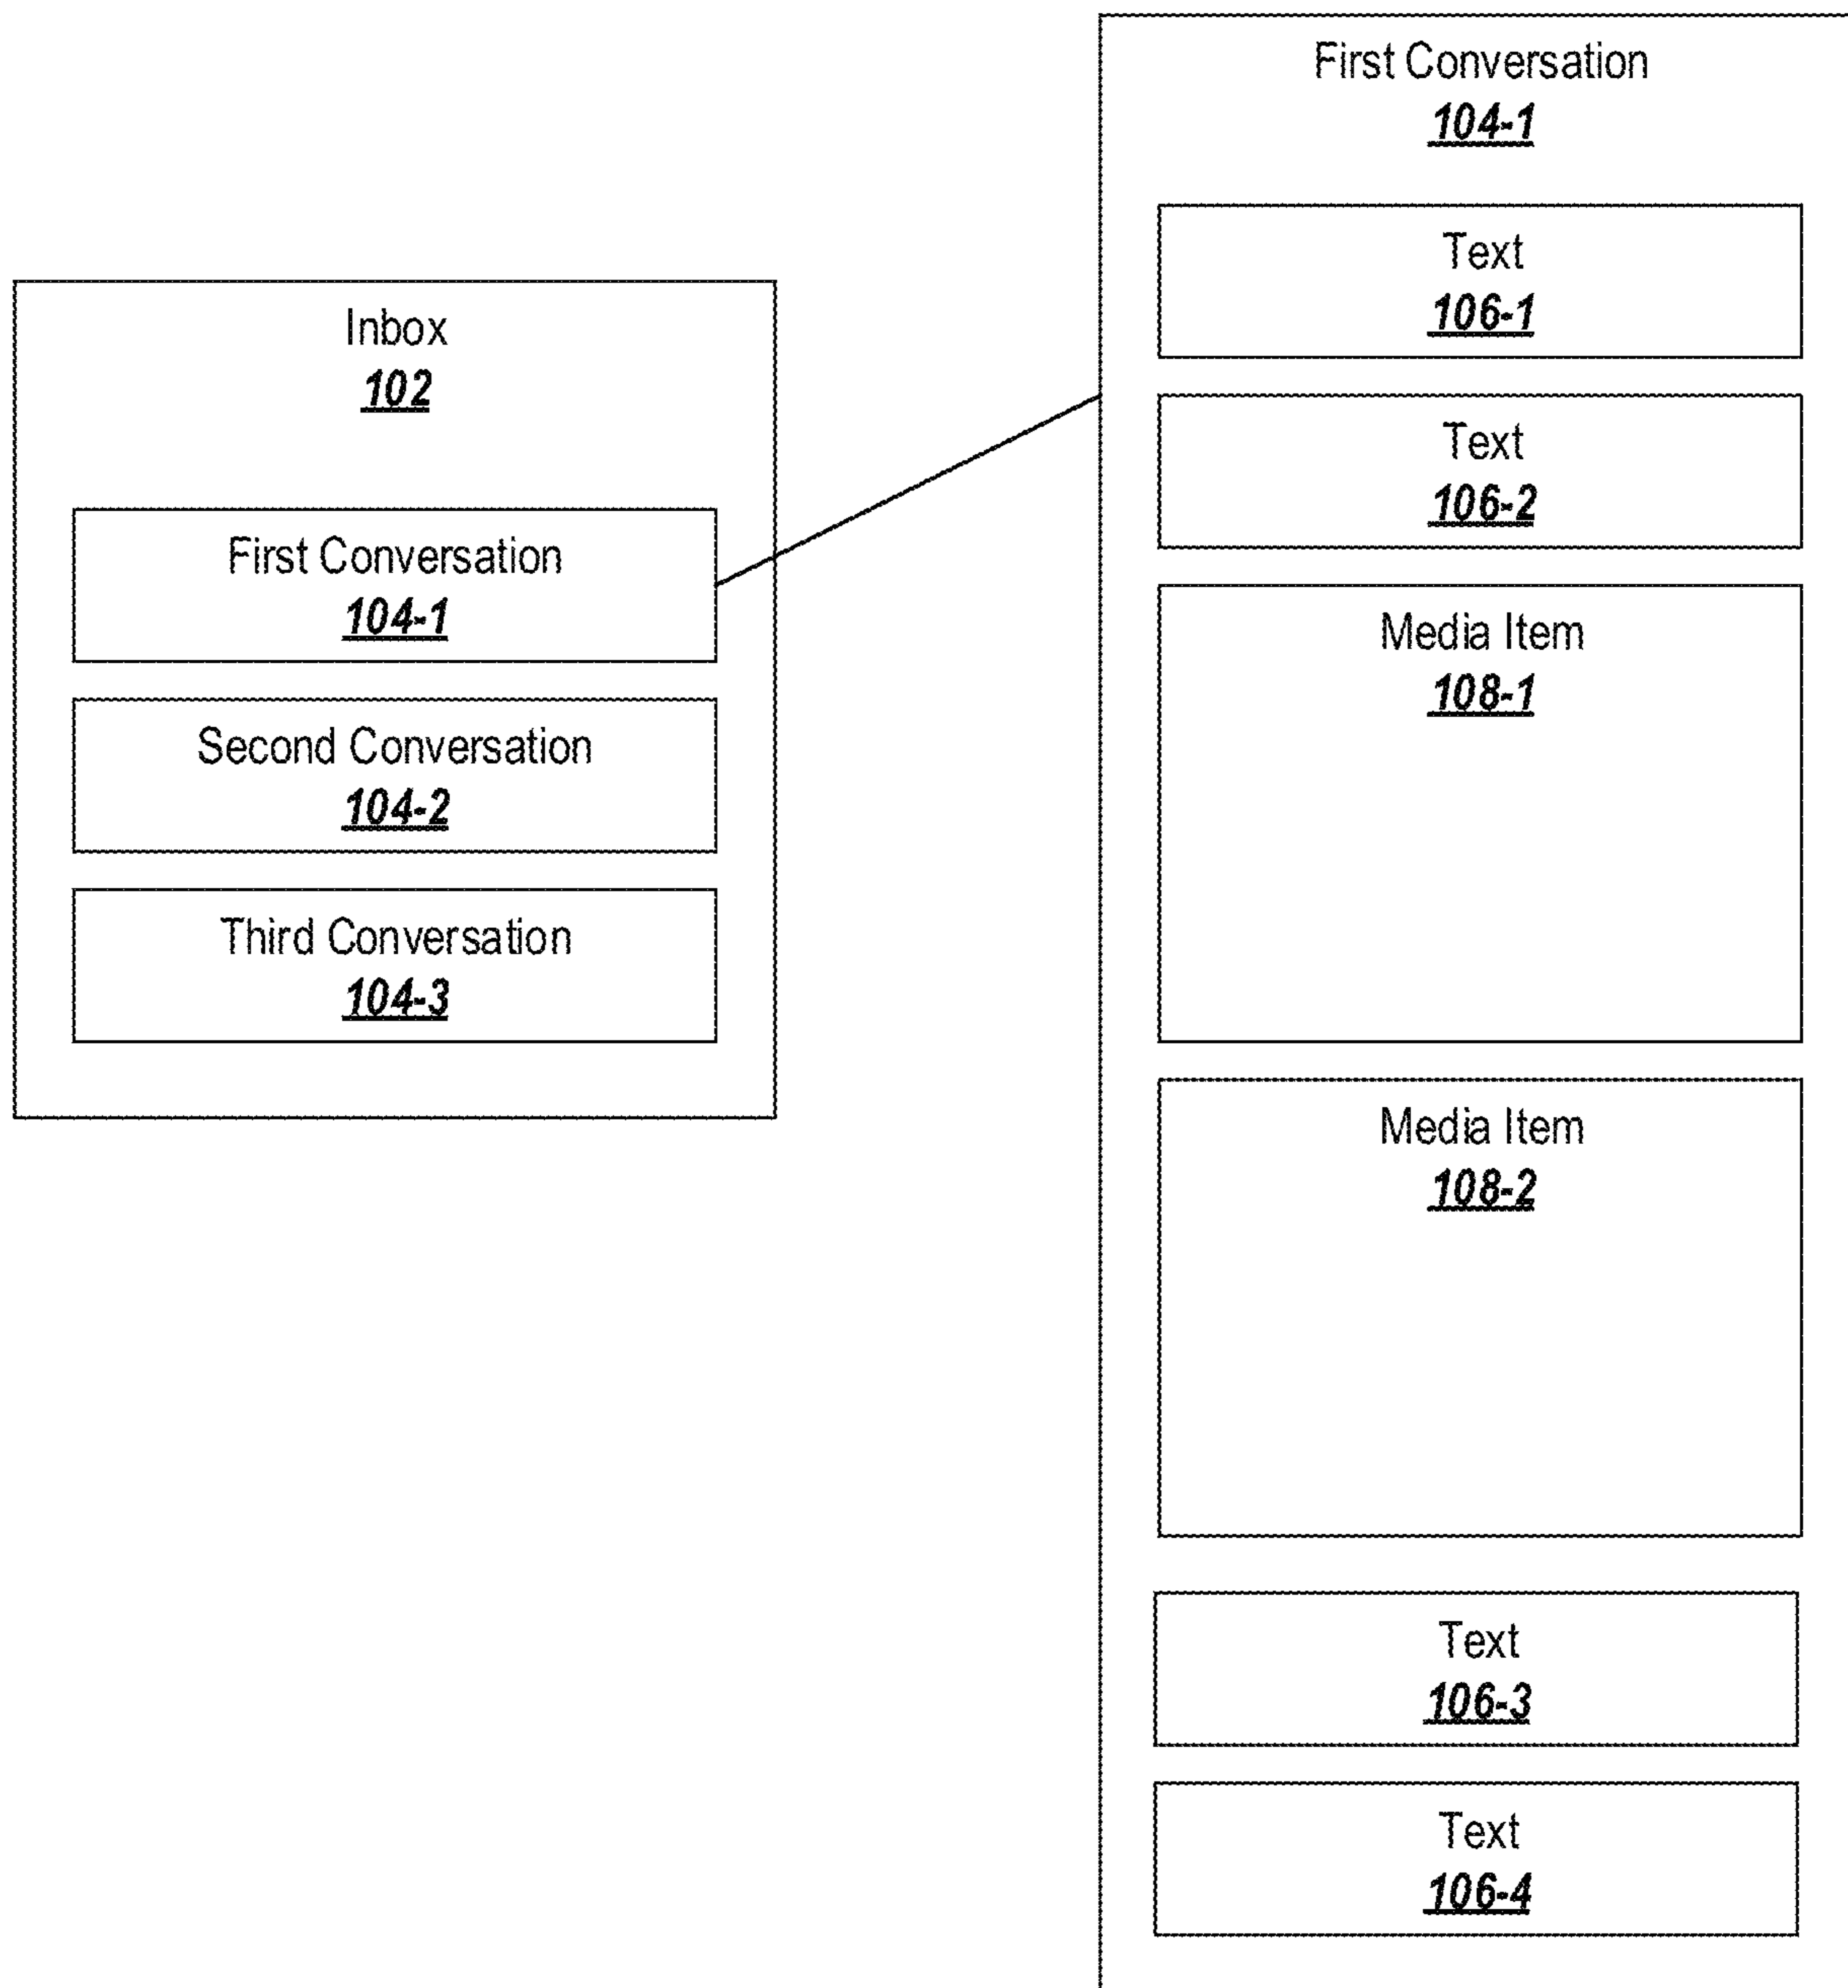 Inbox
102
First Conversation
104-1
Second Conversation
104-2
Third Conversation
104-3
First Conversation
104-1
Text
106-1
Text
106-2
Media Item
108-1
Media Item
108-2
Text
106-3
Text
106-4